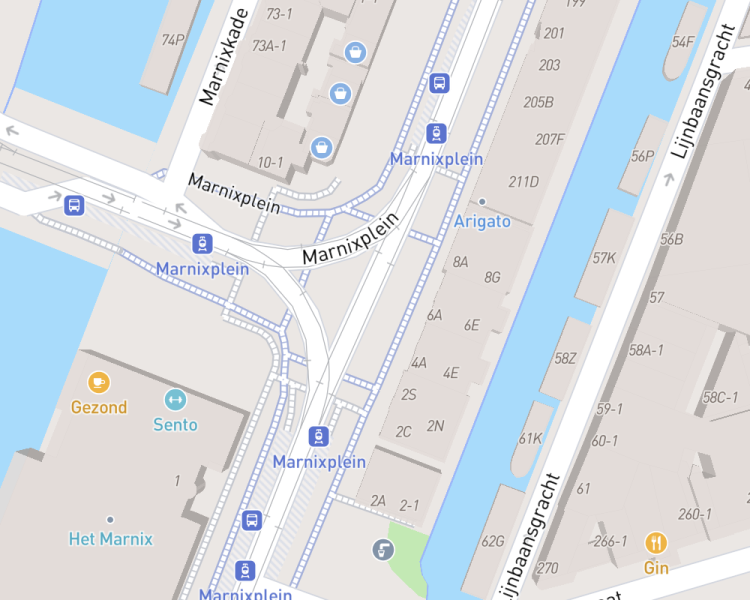 199
73-1
201
74P
54F
73A-1
Marnixkade
203
205B
Lijnbaansgracht
207F
10-1
Marnixplein
56P
211D
Marnixplein
Arigato
Marnixplein
56B
57K
Marnixplein
8A
8G
57
6A
6E
58A-1
58Z
4A
4E
Gezond
2S
58C-1
59-1
Sento
2C
2N
61K
60-1
Marnixplein
1
61
2A
2-1
260-1
Het Marnix
62G
266-1
Lijnbaansgracht
Gin
270
Marnixplein